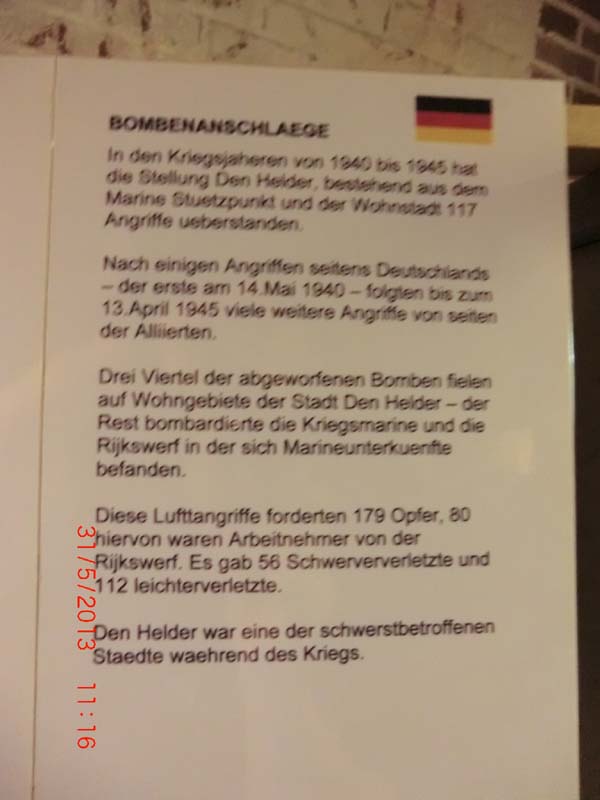 BOMBENANSCHLAEGE
In den Kriegsjaheren von 1940 bis 1945 hat
die Stellung Den Helder, bestehend aus dem
Marine Stuetzpunkt und der Wohnstadt 117
Angriffe ueberstanden.
Nach einigen Angriffen seitens Deutschlands
– der erste am 14.Mai 1940 – folgten bis zum
13.April 1945 viele weitere Angriffe von seiten
der Alliierten.
Drei Viertel der abgeworfenen Bomben fielen
auf Wohngebiete der Stadt Den Helder – der
Rest bombardierte die Kriegsmarine und die
Rijkswerf in der sich Marineunterkuenfte
befanden.
Diese Lufttangriffe forderten 179 Opfer, 80
hiervon waren Arbeitnehmer von der
Rijkswerf. Es gab 56 Schwerververletzte und
112 leichterverletzte.
Den Helder war eine der schwerstbetroffenen
Staedte waehrend des Kriegs.
31/5/2013 11:16